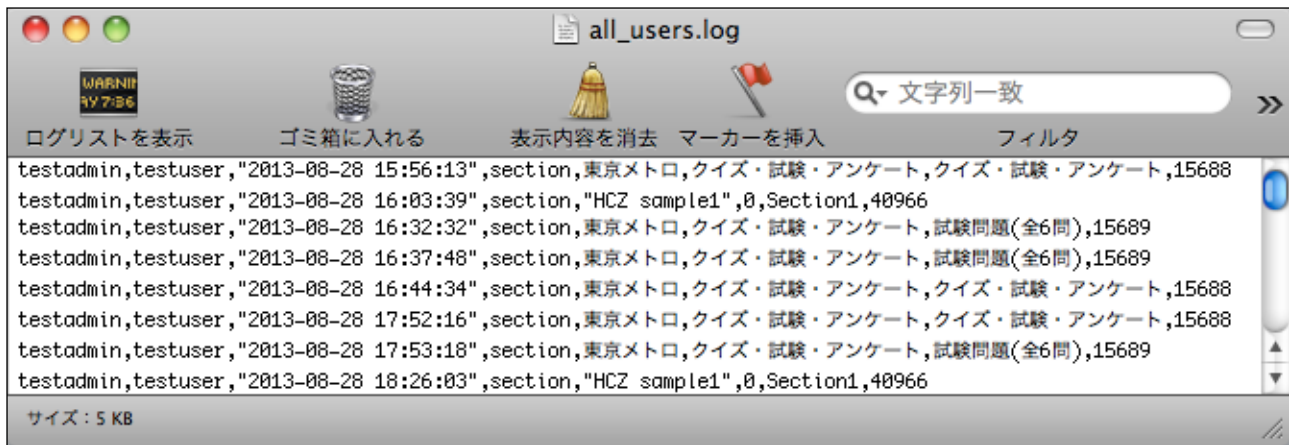 all_users.log
WARNIN
AY 7:36
文字列一致
ログリストを表示 ゴミ箱に入れる 表示内容を消去 マーカーを挿入 フィルタ
testadmin,testuser,"2013-08-28 15:56:13",section,東京メトロ,クイズ・試験・アンケート,クイズ・試験・アンケート,15688
testadmin,testuser,"2013-08-28 16:03:39",section,"HCZ sample1",0,Section1,40966
testadmin,testuser,"2013-08-28 16:32:32",section,東京メトロ,クイズ・試験・アンケート,試験問題(全6問),15689
testadmin,testuser,"2013-08-28 16:37:48",section,東京メトロ,クイズ・試験・アンケート,試験問題(全6問),15689
testadmin,testuser,"2013-08-28 16:44:34",section,東京メトロ,クイズ・試験・アンケート,クイズ・試験・アンケート,15688
testadmin,testuser,"2013-08-28 17:52:16",section,東京メトロ,クイズ・試験・アンケート,クイズ・試験・アンケート,15688
testadmin,testuser,"2013-08-28 17:53:18",section,東京メトロ,クイズ・試験・アンケート,試験問題(全6問),15689
testadmin,testuser,"2013-08-28 18:26:03",section,"HCZ sample1",0,Section1,40966
サイズ：5 KB